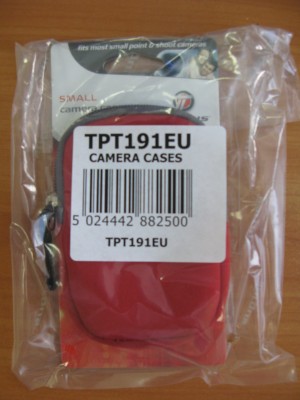 fits most small point & shoot cameras
SMALL
camera
TPT191EU
CAMERA CASES
5 024442 882500
TPT191EU